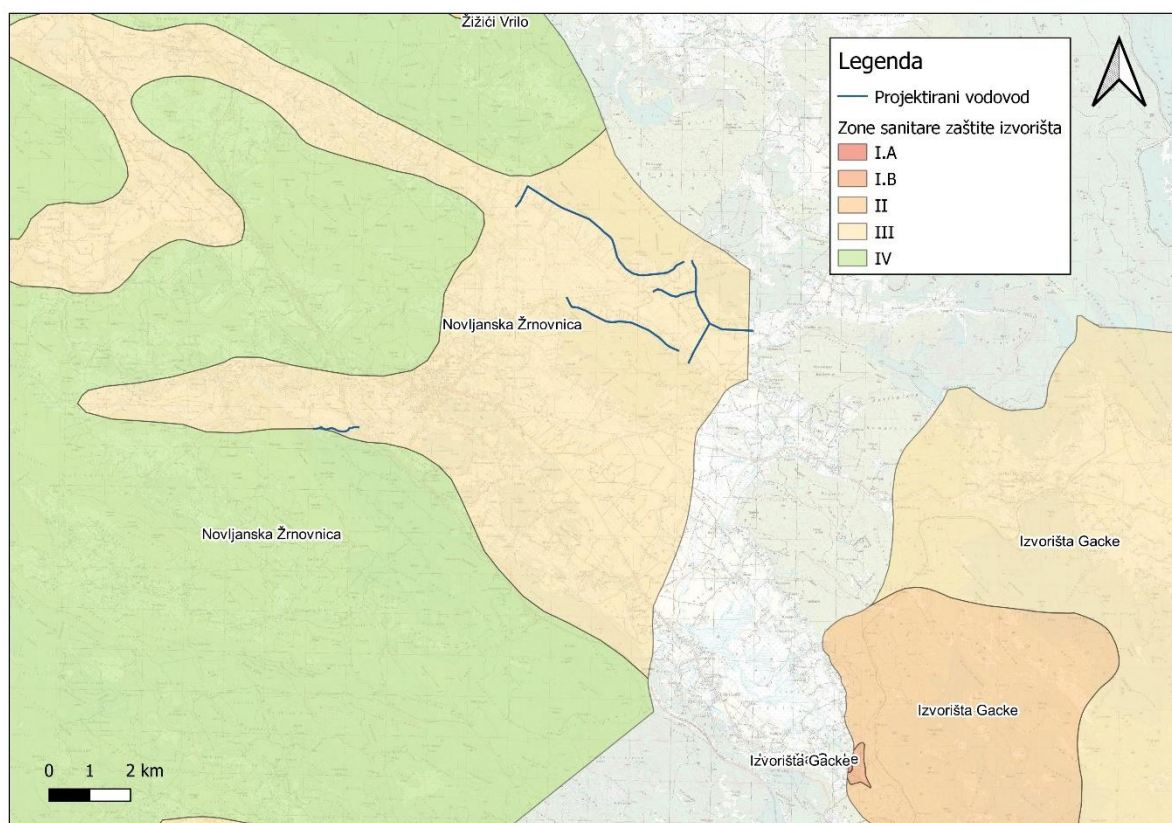 Žižići Vrilo
Legenda
Projektirani vodovod
Zone sanitare zaštite izvorišta
I.A
I.B
II
III
IV
Novljanska Žrnovnica
Novljanska Žrnovnica
Izvorišta Gacke
Izvorišta Gacke
Izvorišta Gacke
0 1 2 km